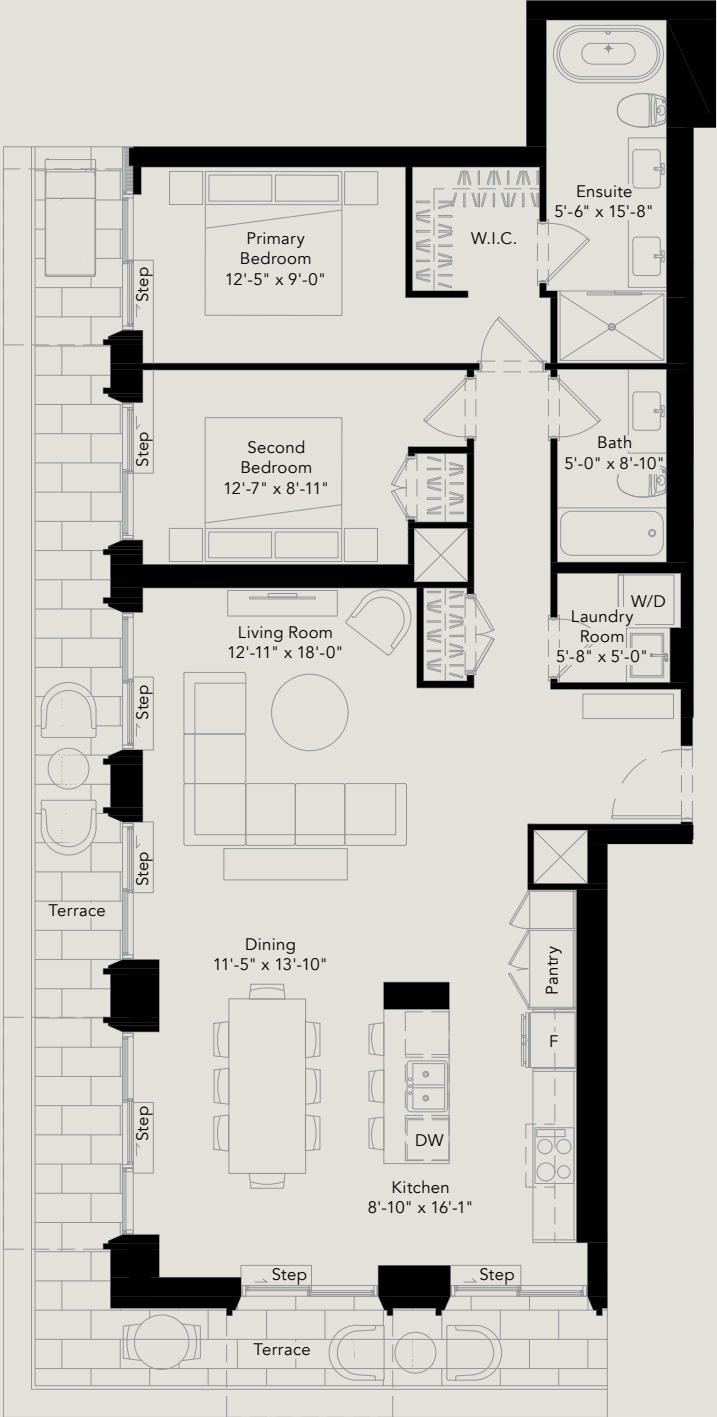 Ensuite
5'-6" x 15'-8"
Primary
Bedroom
12'-5" x 9'-0"
W.I.C.
Step
Second
Bedroom
12'-7" x 8'-11"
Step
Bath
5'-0" x 8'-10"
W/D
Laundry
Room
5'-8" x 5'-0"
Living Room
12'-11" x 18'-0"
Step
Step
Terrace
Dining
11'-5" x 13'-10"
Pantry
F
Step
DW
Kitchen
8'-10" x 16'-1"
Step
Step
Terrace